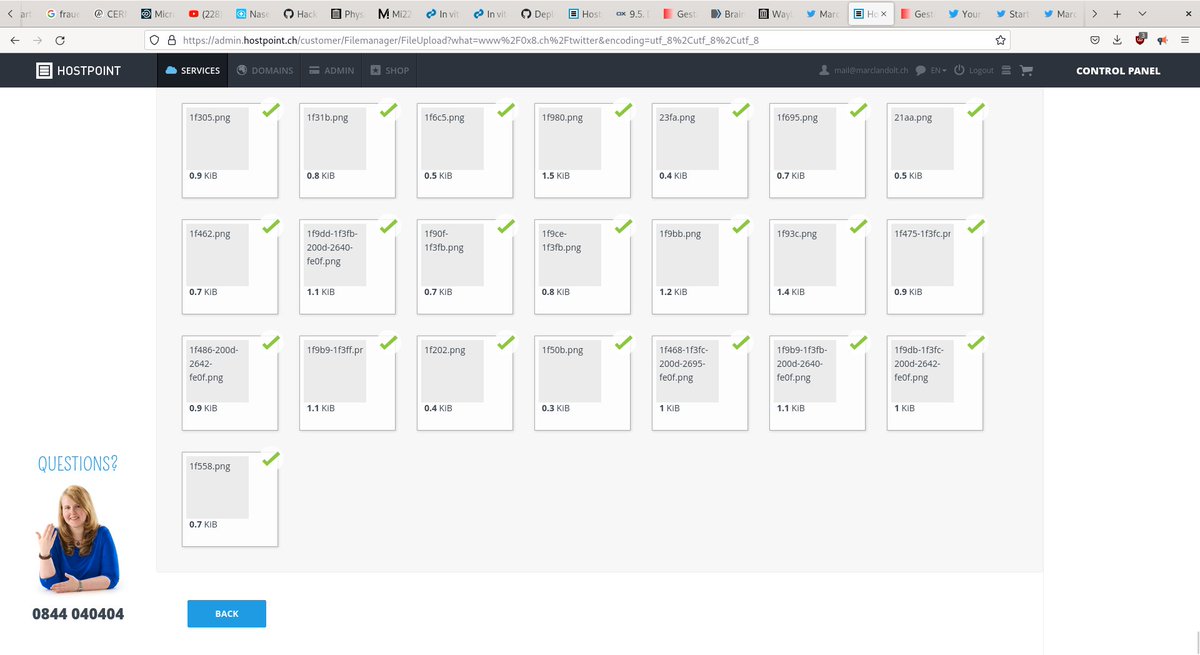 frau
CER
Micr
(228)
Nase
Hack
Phys
Mi22
In vit
In vit
Depl
Host
9.5.
Gest
Brain
Way
Marc
Ho
Gest
Your
Start
Marc
https://admin.hostpoint.ch/customer/Filemanager/FileUpload?what=www%2F0x8.ch%2Ftwitter&encoding=utf_8%2Cutf_8%2Cutf_8
HOSTPOINT
SERVICES
DOMAINS
ADMIN
SHOP
mail@marclandolt.ch
EN
Logout
CONTROL PANEL
1f305.png
1f31b.png
1f6c5.png
1f980.png
23fa.png
1f695.png
21aa.png
0.9 KiB
0.8 KiB
0.5 KiB
1.5 KiB
0.4 KiB
0.7 KiB
0.5 KiB
1f462.png
1f9dd-1f3fb-
200d-2640-
fe0f.png
1f90f-
1f3fb.png
1f9ce-
1f3fb.png
1f9bb.png
1f93c.png
1f475-1f3fc.pr
0.7 KiB
1.1 KiB
0.7 KiB
0.8 KiB
1.2 KiB
1.4 KiB
0.9 KiB
1f486-200d-
2642-
fe0f.png
1f9b9-1f3ff.pr
1f202.png
1f50b.png
1f468-1f3fc-
200d-2695-
fe0f.png
1f9b9-1f3fb-
200d-2640-
fe0f.png
1f9db-1f3fc-
200d-2642-
fe0f.png
0.9 KiB
1.1 KiB
0.4 KiB
0.3 KiB
1 KiB
1.1 KiB
1 KiB
1f558.png
0.7 KiB
QUESTIONS?
0844 040404
BACK